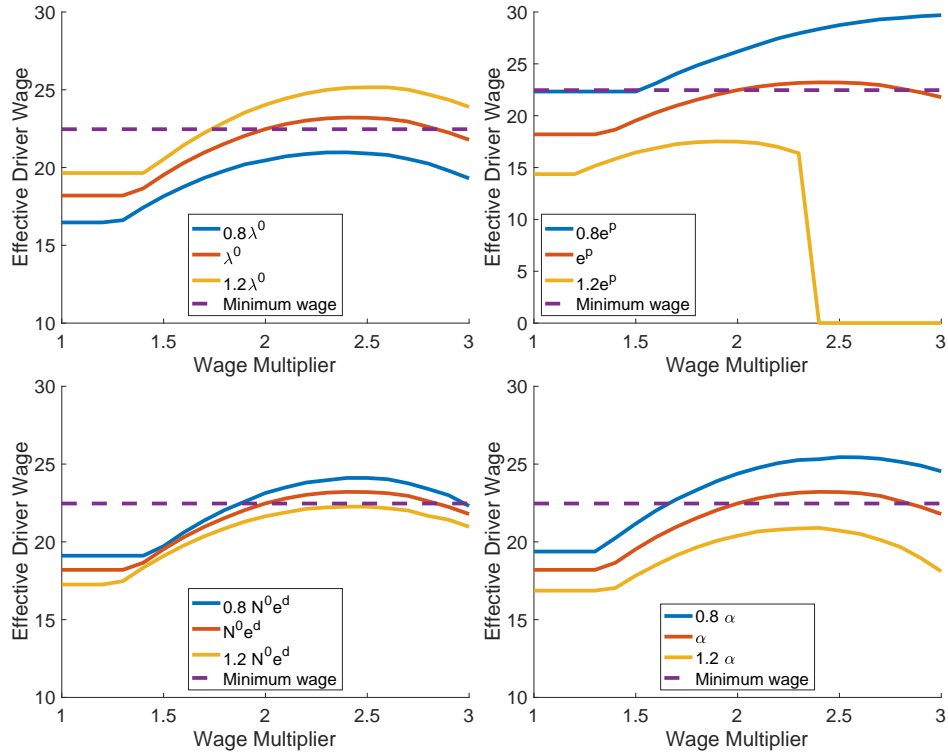 30
25
20
15
10
Effective Driver Wage
0.8λ⁰
λ⁰
1.2λ⁰
Minimum wage
1 1.5 2 2.5 3
Wage Multiplier
30
25
20
15
10
5
0
Effective Driver Wage
0.8eᵖ
eᵖ
1.2eᵖ
Minimum wage
1 1.5 2 2.5 3
Wage Multiplier
30
25
20
15
10
Effective Driver Wage
0.8 N⁰eᵈ
N⁰eᵈ
1.2 N⁰eᵈ
Minimum wage
1 1.5 2 2.5 3
Wage Multiplier
30
25
20
15
10
Effective Driver Wage
0.8 α
α
1.2 α
Minimum wage
1 1.5 2 2.5 3
Wage Multiplier